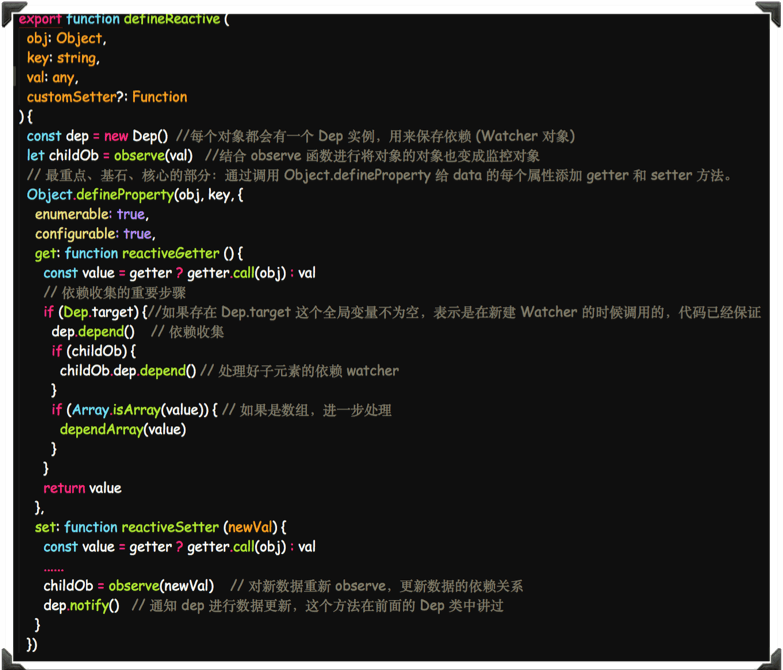 export function defineReactive (
  obj: Object,
  key: string,
  val: any,
  customSetter?: Function
) {
  const dep = new Dep()  //每个对象都会有一个 Dep 实例，用来保存依赖 (Watcher 对象)
  let childOb = observe(val)   //结合 observe 函数进行将对象的对象也变成监控对象
  // 最重点、基石、核心的部分：通过调用 Object.defineProperty 给 data 的每个属性添加 getter 和 setter 方法。
  Object.defineProperty(obj, key, {
    enumerable: true,
    configurable: true,
    get: function reactiveGetter () {
      const value = getter ? getter.call(obj) : val
      // 依赖收集的重要步骤
      if (Dep.target) {//如果存在 Dep.target 这个全局变量不为空，表示是在新建 Watcher 的时候调用的，代码已经保证
        dep.depend()    // 依赖收集
        if (childOb) {
          childOb.dep.depend() // 处理好子元素的依赖 watcher
        }
        if (Array.isArray(value)) { // 如果是数组，进一步处理
          dependArray(value)
        }
      }
      return value
    },
    set: function reactiveSetter (newVal) {
      const value = getter ? getter.call(obj) : val
      ......
      childOb = observe(newVal)    // 对新数据重新 observe，更新数据的依赖关系
      dep.notify()   // 通知 dep 进行数据更新，这个方法在前面的 Dep 类中讲过
    }
  })